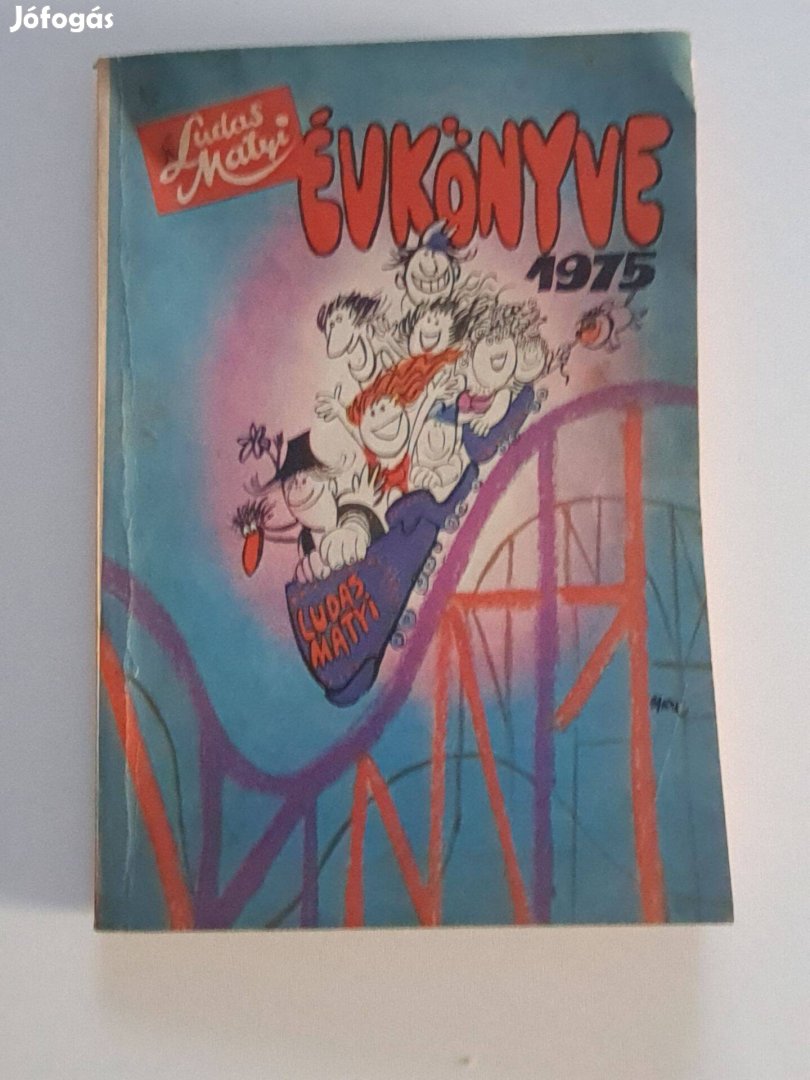 Jófogás
Ludas
Matyi
ÉVKÖNYVE
1975
LUDAS
MATYI